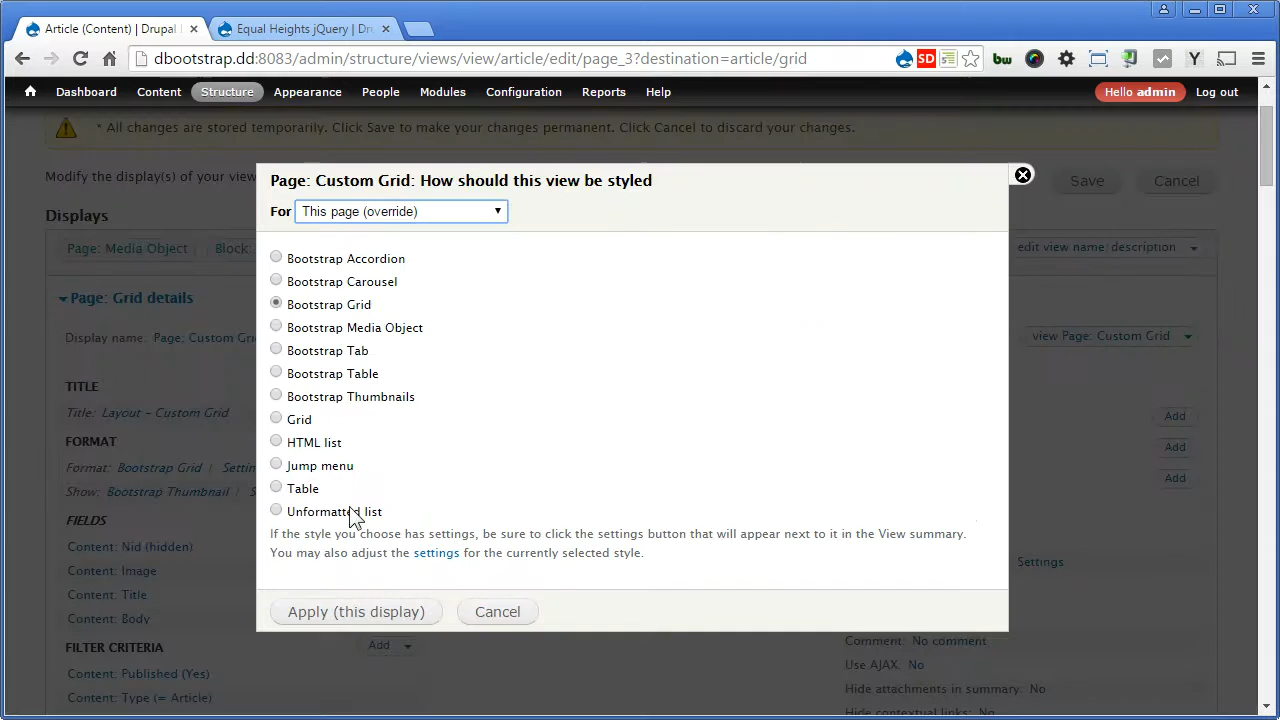 Article (Content) | Drupal
Equal Heights jQuery | Dru
dbootstrap.dd:8083/admin/structure/views/view/article/edit/page_3?destination=article/grid
SD
bw
Y
Dashboard Content Structure Appearance People Modules Configuration Reports Help Hello admin Log out
* All changes are stored temporarily. Click Save to make your changes permanent. Click Cancel to discard your changes.
Modify the display(s) of your view
Save Cancel
Displays
Page: Media Object Block:
edit view name/description
Page: Grid details
Display name: Page: Custom Gri
view Page: Custom Grid
TITLE
Title: Layout - Custom Grid
FORMAT
Format: Bootstrap Grid | Settin
Show: Bootstrap Thumbnail | S
FIELDS
Content: Nid (hidden)
Content: Image
Content: Title
Content: Body
FILTER CRITERIA
Add
Content: Published (Yes)
Content: Type (= Article)
Add
Add
Add
Settings
Comment: No comment
Use AJAX: No
Hide attachments in summary: No
Hide contextual links: No
Page: Custom Grid: How should this view be styled
For This page (override)
Bootstrap Accordion
Bootstrap Carousel
Bootstrap Grid
Bootstrap Media Object
Bootstrap Tab
Bootstrap Table
Bootstrap Thumbnails
Grid
HTML list
Jump menu
Table
Unformatted list
If the style you choose has settings, be sure to click the settings button that will appear next to it in the View summary.
You may also adjust the settings for the currently selected style.
Apply (this display) Cancel